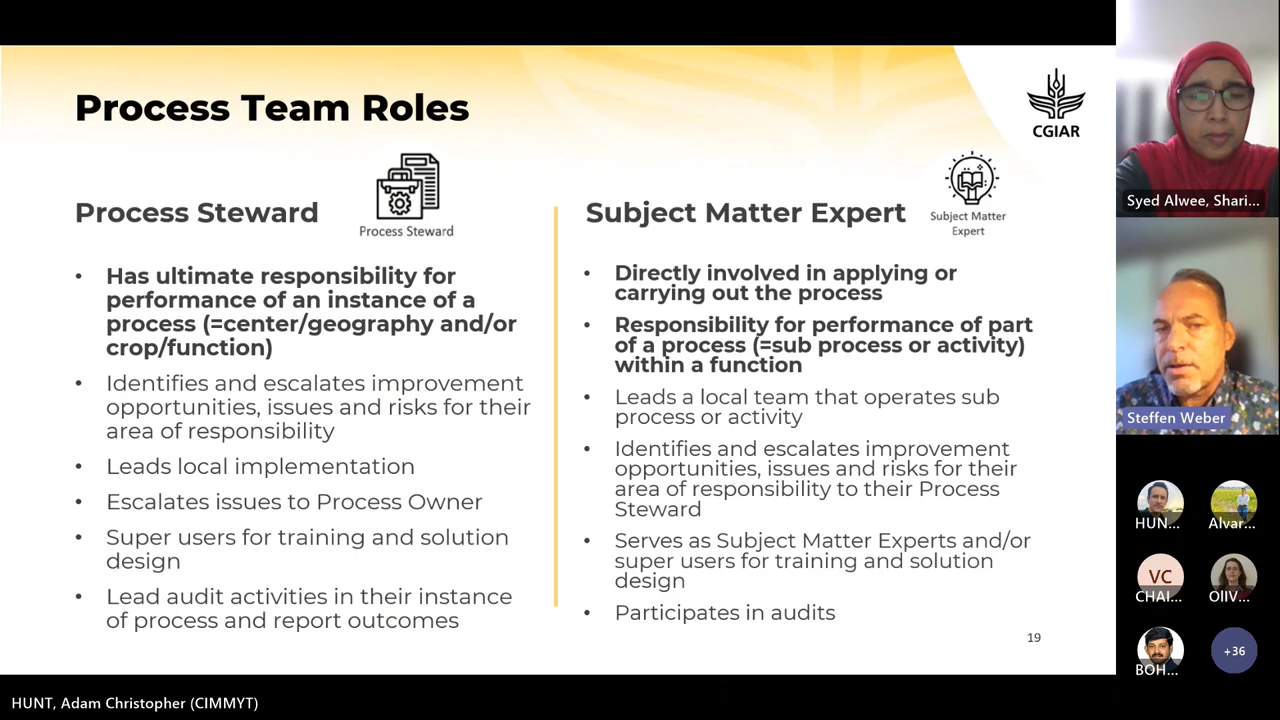 Process Team Roles
CGIAR
Process Steward
Process Steward
• Has ultimate responsibility for
performance of an instance of a
process (=center/geography and/or
crop/function)
• Identifies and escalates improvement
opportunities, issues and risks for their
area of responsibility
• Leads local implementation
• Escalates issues to Process Owner
• Super users for training and solution
design
• Lead audit activities in their instance
of process and report outcomes
Subject Matter Expert
Subject Matter
Expert
• Directly involved in applying or
carrying out the process
• Responsibility for performance of part
of a process (=sub process or activity)
within a function
• Leads a local team that operates sub
process or activity
• Identifies and escalates improvement
opportunities, issues and risks for their
area of responsibility to their Process
Steward
• Serves as Subject Matter Experts and/or
super users for training and solution
design
• Participates in audits
19
Syed Alwee, Shari...
Steffen Weber
HUN...
Alvar...
VC
CHAI...
OlIV...
BOH...
+36
HUNT, Adam Christopher (CIMMYT)